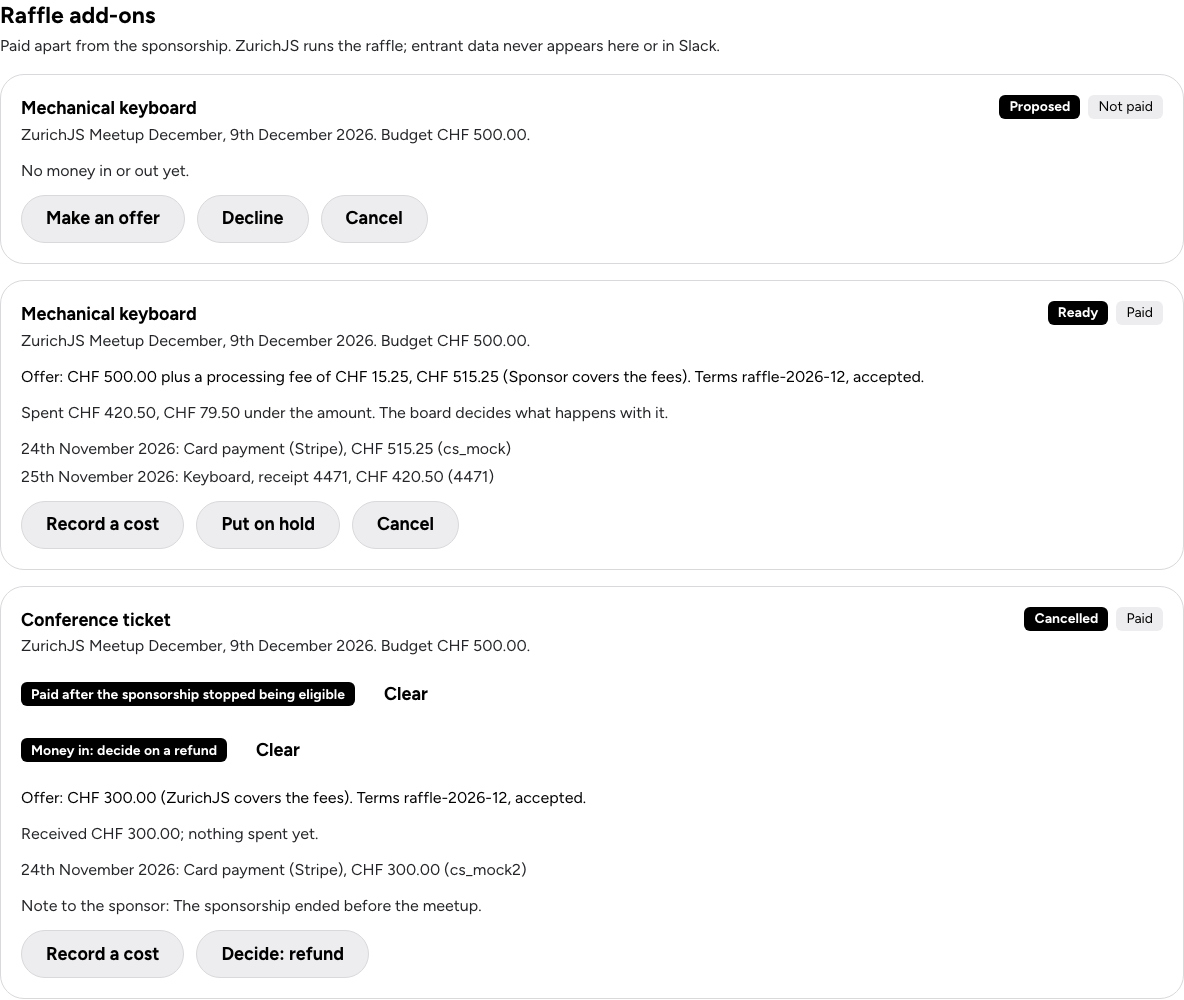 Raffle add-ons
Paid apart from the sponsorship. ZurichJS runs the raffle; entrant data never appears here or in Slack.
Mechanical keyboard
Proposed
Not paid
ZurichJS Meetup December, 9th December 2026. Budget CHF 500.00.
No money in or out yet.
Make an offer
Decline
Cancel
Mechanical keyboard
Ready
Paid
ZurichJS Meetup December, 9th December 2026. Budget CHF 500.00.
Offer: CHF 500.00 plus a processing fee of CHF 15.25, CHF 515.25 (Sponsor covers the fees). Terms raffle-2026-12, accepted.
Spent CHF 420.50, CHF 79.50 under the amount. The board decides what happens with it.
24th November 2026: Card payment (Stripe), CHF 515.25 (cs_mock)
25th November 2026: Keyboard, receipt 4471, CHF 420.50 (4471)
Record a cost
Put on hold
Cancel
Conference ticket
Cancelled
Paid
ZurichJS Meetup December, 9th December 2026. Budget CHF 500.00.
Paid after the sponsorship stopped being eligible
Clear
Money in: decide on a refund
Clear
Offer: CHF 300.00 (ZurichJS covers the fees). Terms raffle-2026-12, accepted.
Received CHF 300.00; nothing spent yet.
24th November 2026: Card payment (Stripe), CHF 300.00 (cs_mock2)
Note to the sponsor: The sponsorship ended before the meetup.
Record a cost
Decide: refund